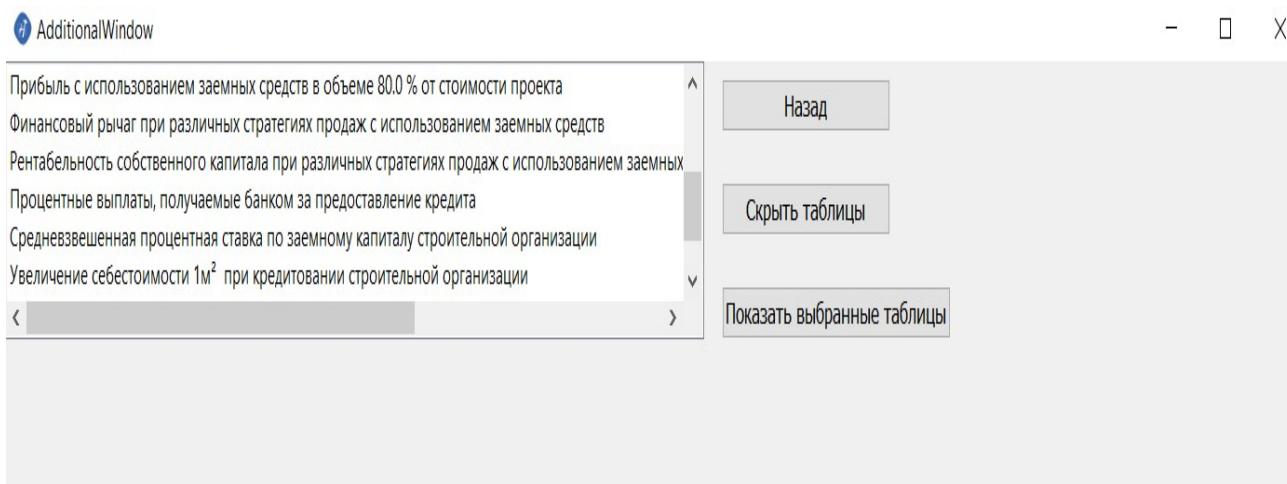 AdditionalWindow
Прибыль с использованием заемных средств в объеме 80.0 % от стоимости проекта
Финансовый рычаг при различных стратегиях продаж с использованием заемных средств
Рентабельность собственного капитала при различных стратегиях продаж с использованием заемных
Процентные выплаты, получаемые банком за предоставление кредита
Средневзвешенная процентная ставка по заемному капиталу строительной организации
Увеличение себестоимости 1м² при кредитовании строительной организации
Назад
Скрыть таблицы
Показать выбранные таблицы